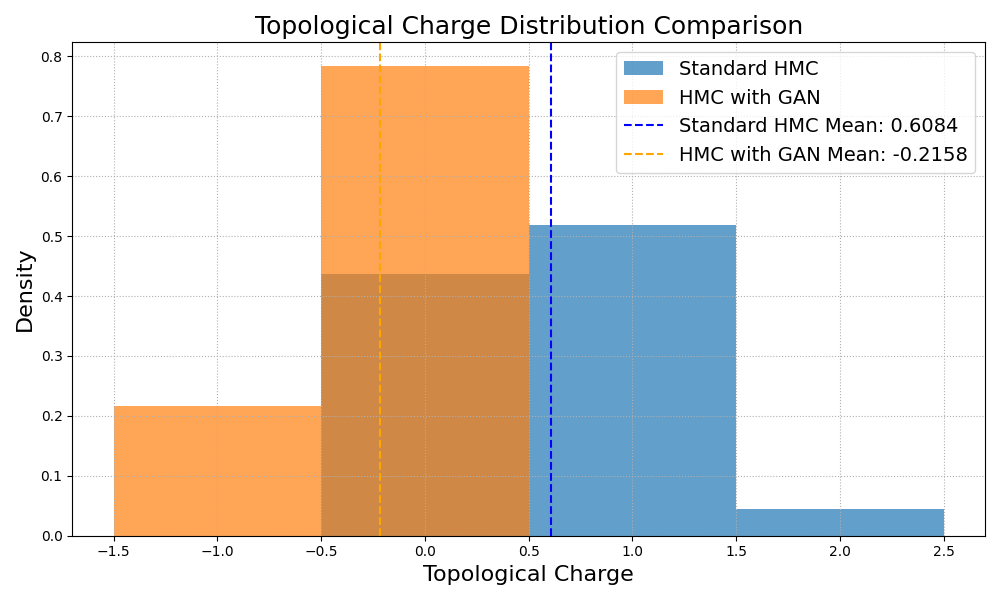 Topological Charge Distribution Comparison
Standard HMC
HMC with GAN
Standard HMC Mean: 0.6084
HMC with GAN Mean: -0.2158
Density
0.8
0.7
0.6
0.5
0.4
0.3
0.2
0.1
0.0
−1.5 −1.0 −0.5 0.0 0.5 1.0 1.5 2.0 2.5
Topological Charge